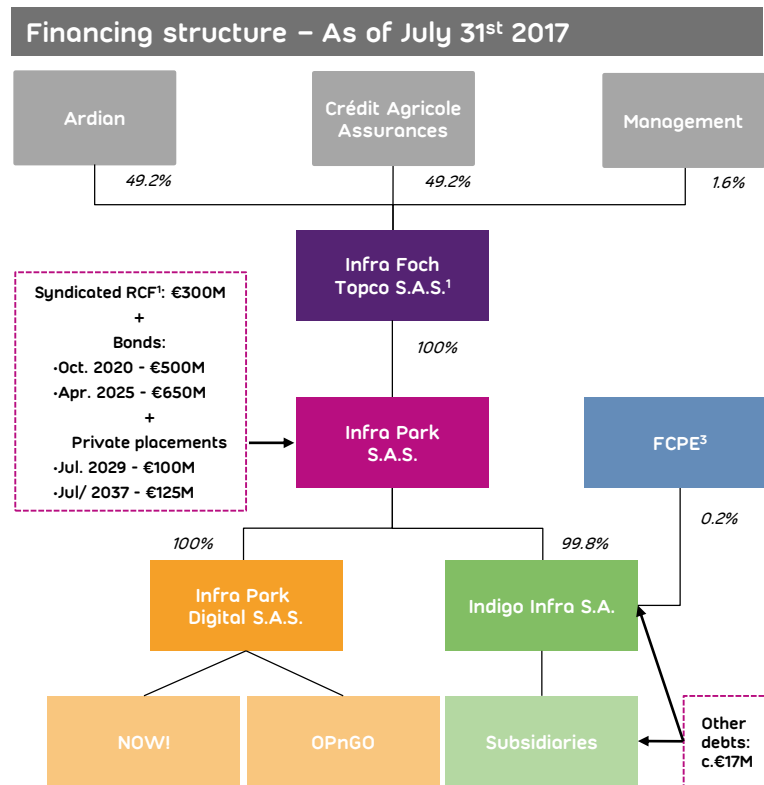 Financing structure – As of July 31st 2017
Ardian
Crédit Agricole
Assurances
Management
49.2%
49.2%
1.6%
Infra Foch
Topco S.A.S.¹
Syndicated RCF¹: €300M
+
Bonds:
·Oct. 2020 - €500M
·Apr. 2025 - €650M
+
Private placements
·Jul. 2029 - €100M
·Jul/ 2037 - €125M
100%
Infra Park
S.A.S.
FCPE³
100%
99.8%
0.2%
Infra Park
Digital S.A.S.
Indigo Infra S.A.
NOW!
OPnGO
Subsidiaries
Other
debts:
c.€17M